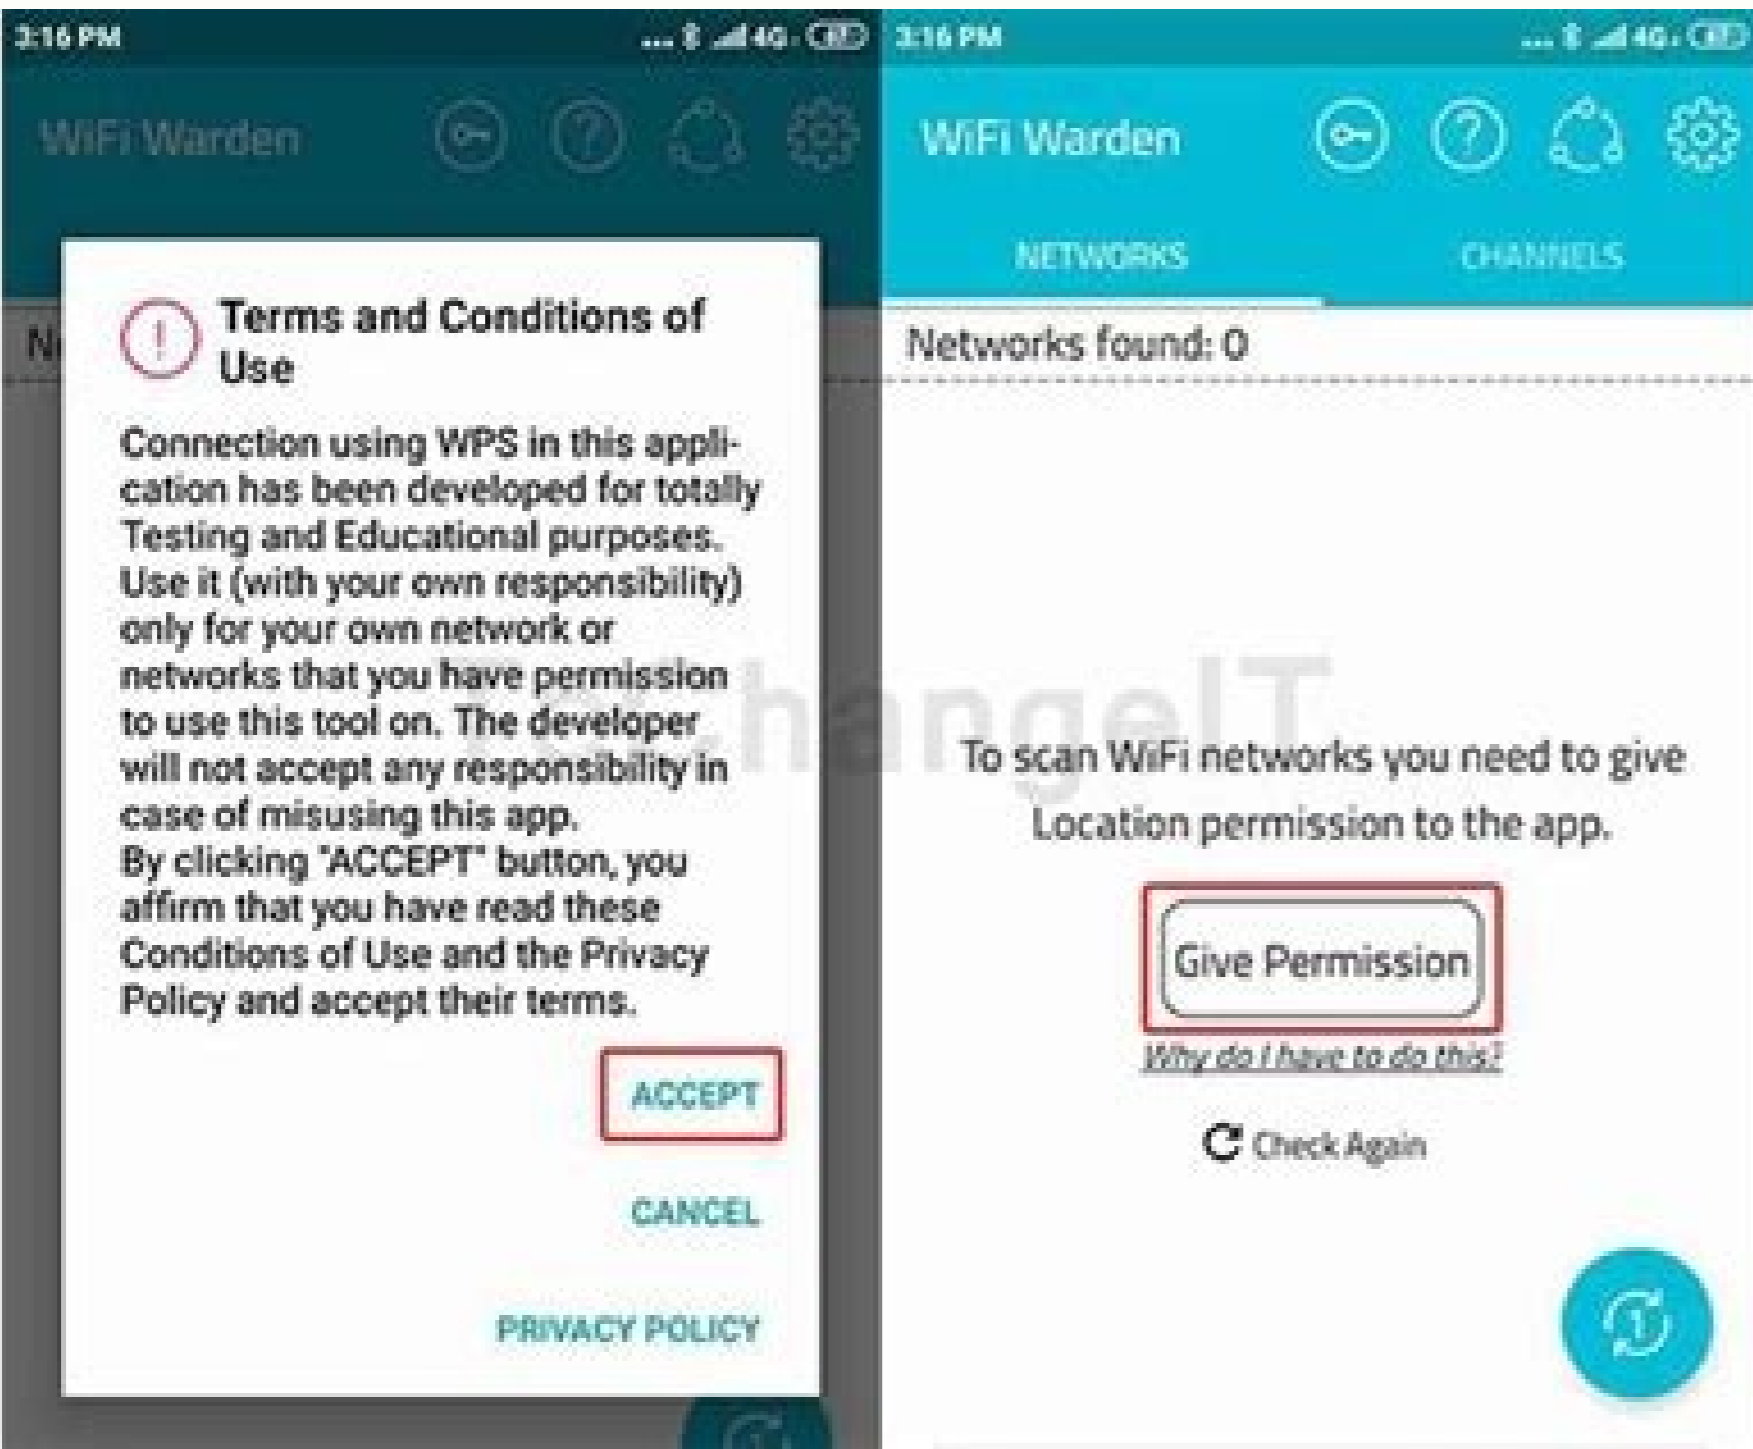 3:16 PM
4G
WiFi Warden
Terms and Conditions of
Use
Connection using WPS in this appli-
cation has been developed for totally
Testing and Educational purposes.
Use it (with your own responsibility)
only for your own network or
networks that you have permission
to use this tool on. The developer
will not accept any responsibility in
case of misusing this app.
By clicking "ACCEPT" button, you
affirm that you have read these
Conditions of Use and the Privacy
Policy and accept their terms.
ACCEPT
CANCEL
PRIVACY POLICY
3:16 PM
4G
WiFi Warden
NETWORKS
CHANNELS
Networks found: 0
To scan WiFi networks you need to give
Location permission to the app.
Give Permission
Why do I have to do this?
Check Again
1